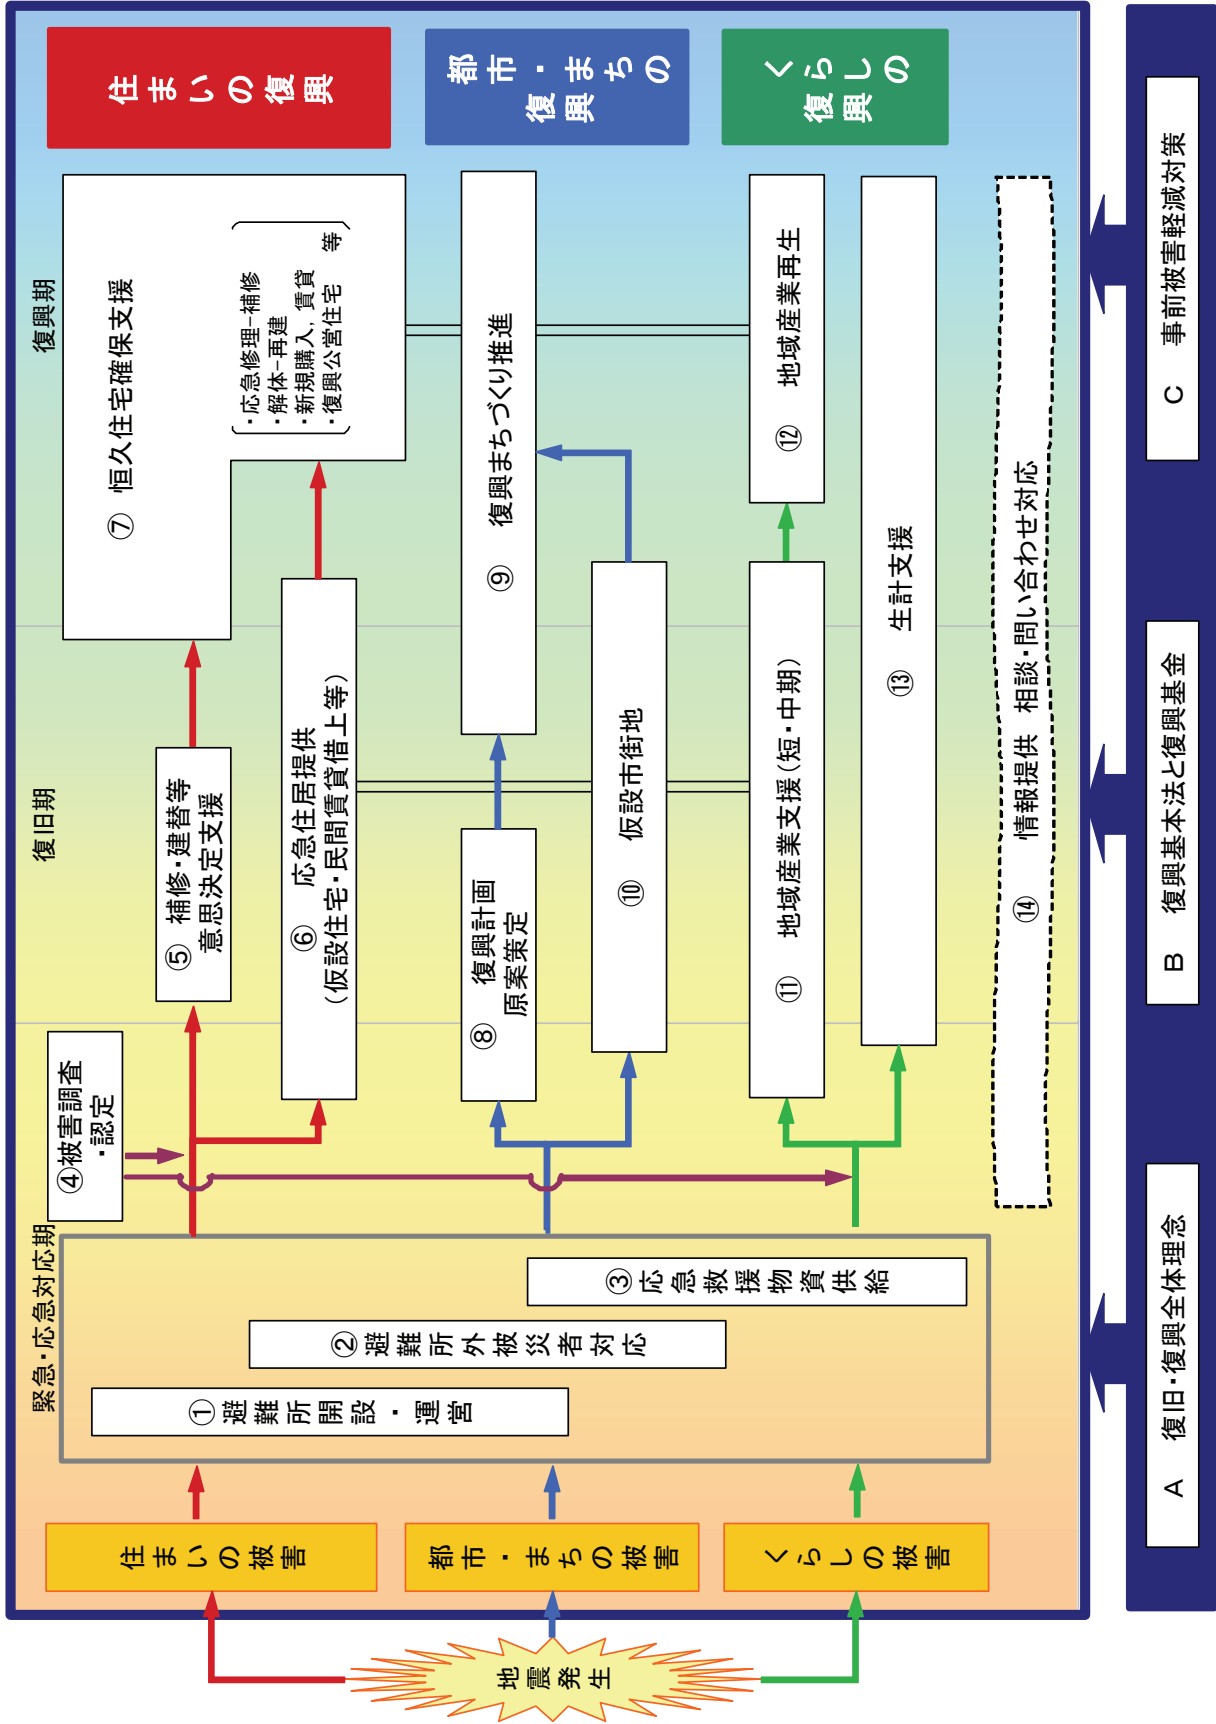 緊急・応急対応期
復旧期
復興期
地震発生
住まいの被害
都市・まちの被害
くらしの被害
①避難所開設・運営
②避難所外被災者対応
③応急救援物資供給
④被害調査
・認定
⑤ 補修・建替等
意思決定支援
⑥ 応急住居提供
(仮設住宅・民間賃貸借上等)
⑦ 恒久住宅確保支援
・応急修理-補修
・解体-再建
・新規購入,賃貸
・復興公営住宅 等
⑧ 復興計画
原案策定
⑨ 復興まちづくり推進
⑩ 仮設市街地
⑪ 地域産業支援(短・中期)
⑫ 地域産業再生
⑬ 生計支援
⑭ 情報提供 相談・問い合わせ対応
住まいの復興
都市・まちの
復興
くらしの
復興
A 復旧・復興全体理念
B 復興基本法と復興基金
C 事前被害軽減対策